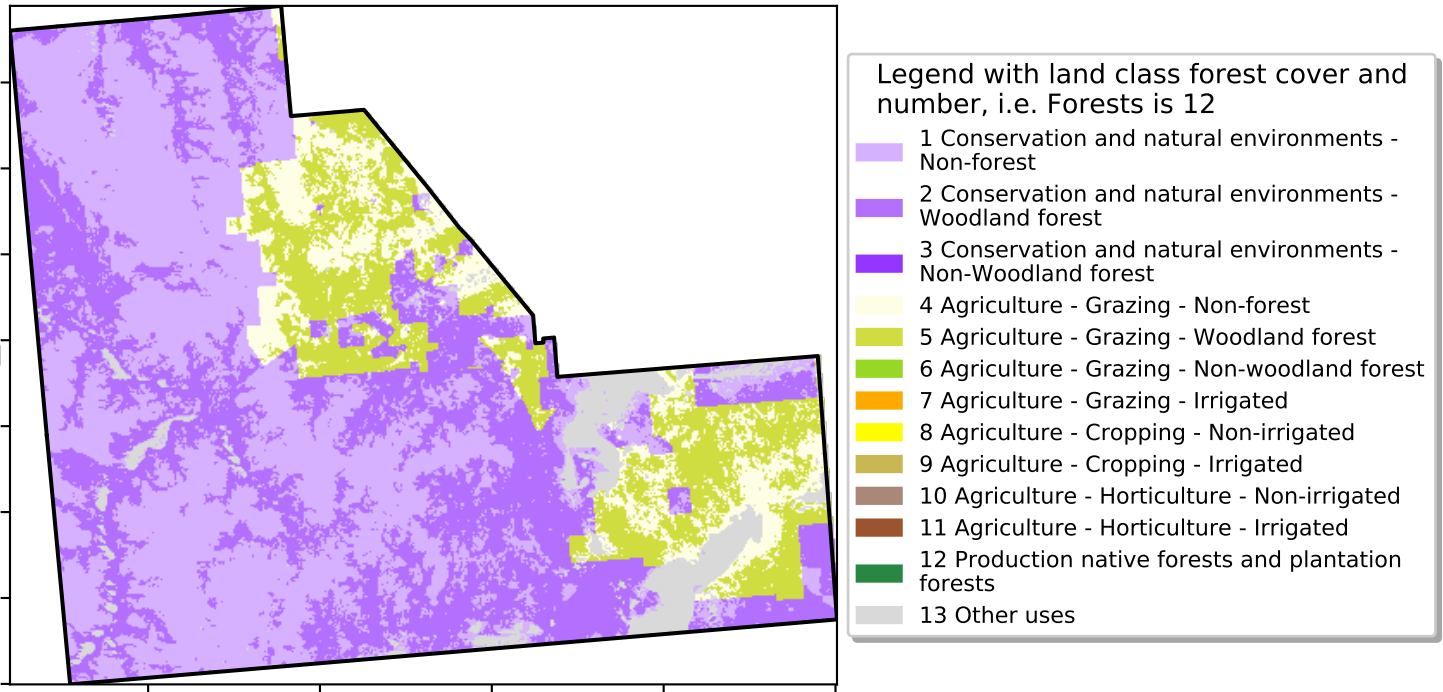 Legend with land class forest cover and
number, i.e. Forests is 12
1 Conservation and natural environments -
Non-forest
2 Conservation and natural environments -
Woodland forest
3 Conservation and natural environments -
Non-Woodland forest
4 Agriculture - Grazing - Non-forest
5 Agriculture - Grazing - Woodland forest
6 Agriculture - Grazing - Non-woodland forest
7 Agriculture - Grazing - Irrigated
8 Agriculture - Cropping - Non-irrigated
9 Agriculture - Cropping - Irrigated
10 Agriculture - Horticulture - Non-irrigated
11 Agriculture - Horticulture - Irrigated
12 Production native forests and plantation
forests
13 Other uses